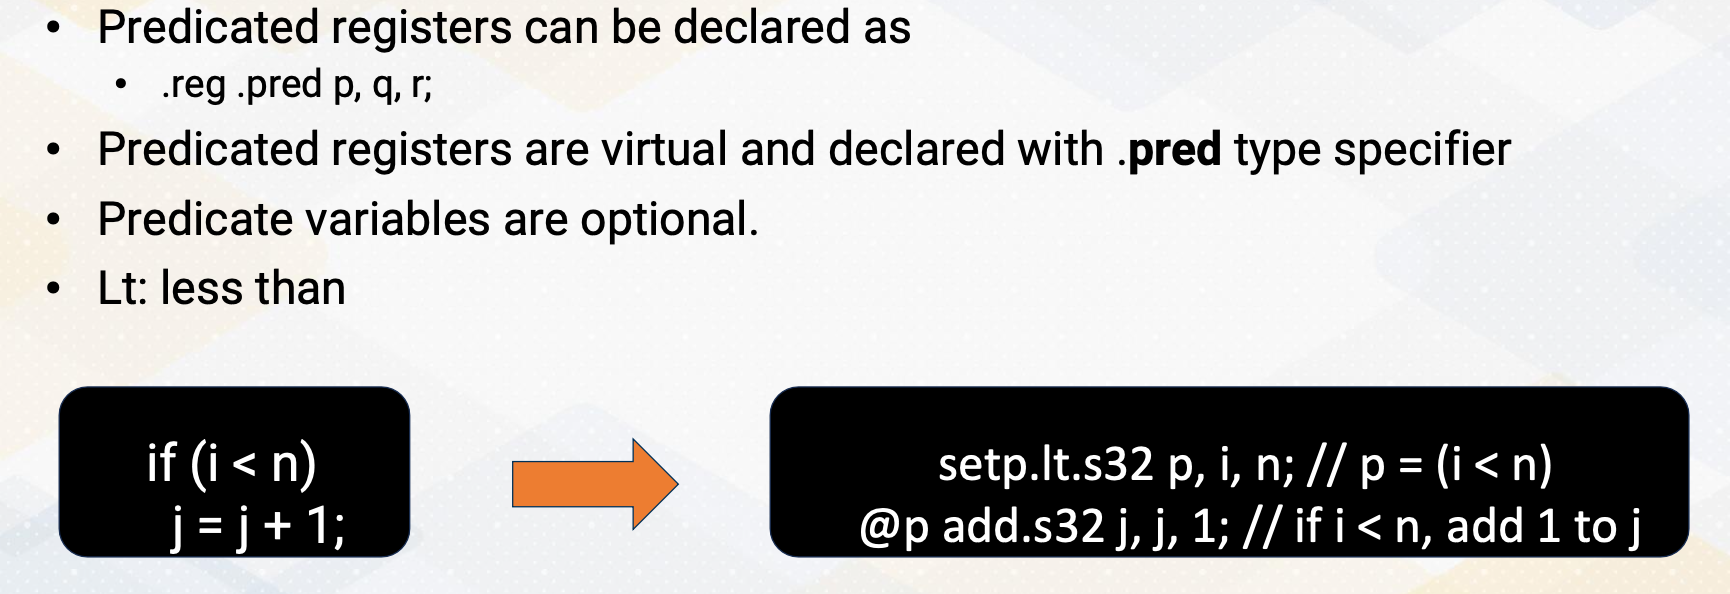 • Predicated registers can be declared as
• .reg .pred p, q, r;
• Predicated registers are virtual and declared with .pred type specifier
• Predicate variables are optional.
• Lt: less than
if (i < n)
j = j + 1;
setp.lt.s32 p, i, n; // p = (i < n)
@p add.s32 j, j, 1; // if i < n, add 1 to j